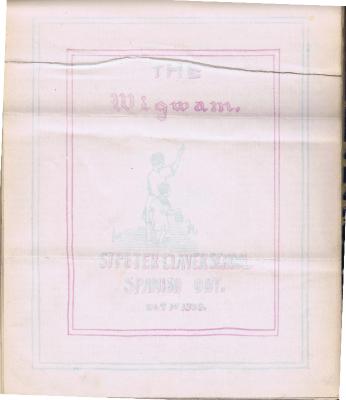 THE
Wigwam.
ST PETER CLAVER SCHOOL
SPANISH ONT.